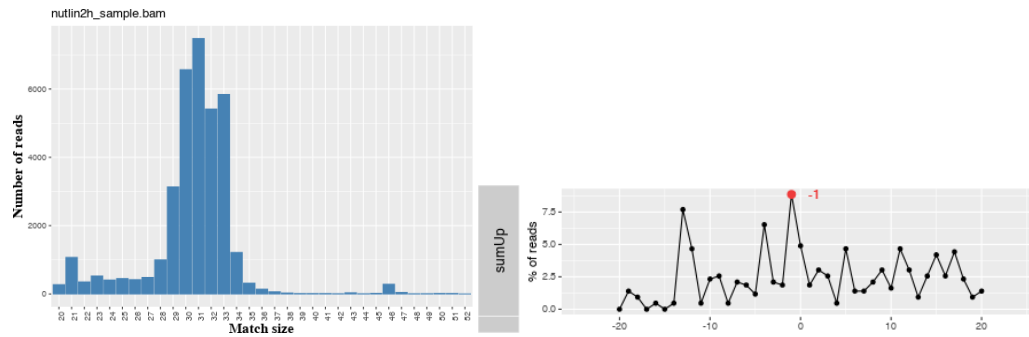 nutlin2h_sample.bam
Number of reads
6000
4000
2000
0
20 21 22 23 24 25 26 27 28 29 30 31 32 33 34 35 36 37 38 39 40 41 42 43 44 45 46 47 48 50 51 52
Match size
sumUp
% of reads
7.5
5.0
2.5
0.0
-1
-20 -10 0 10 20